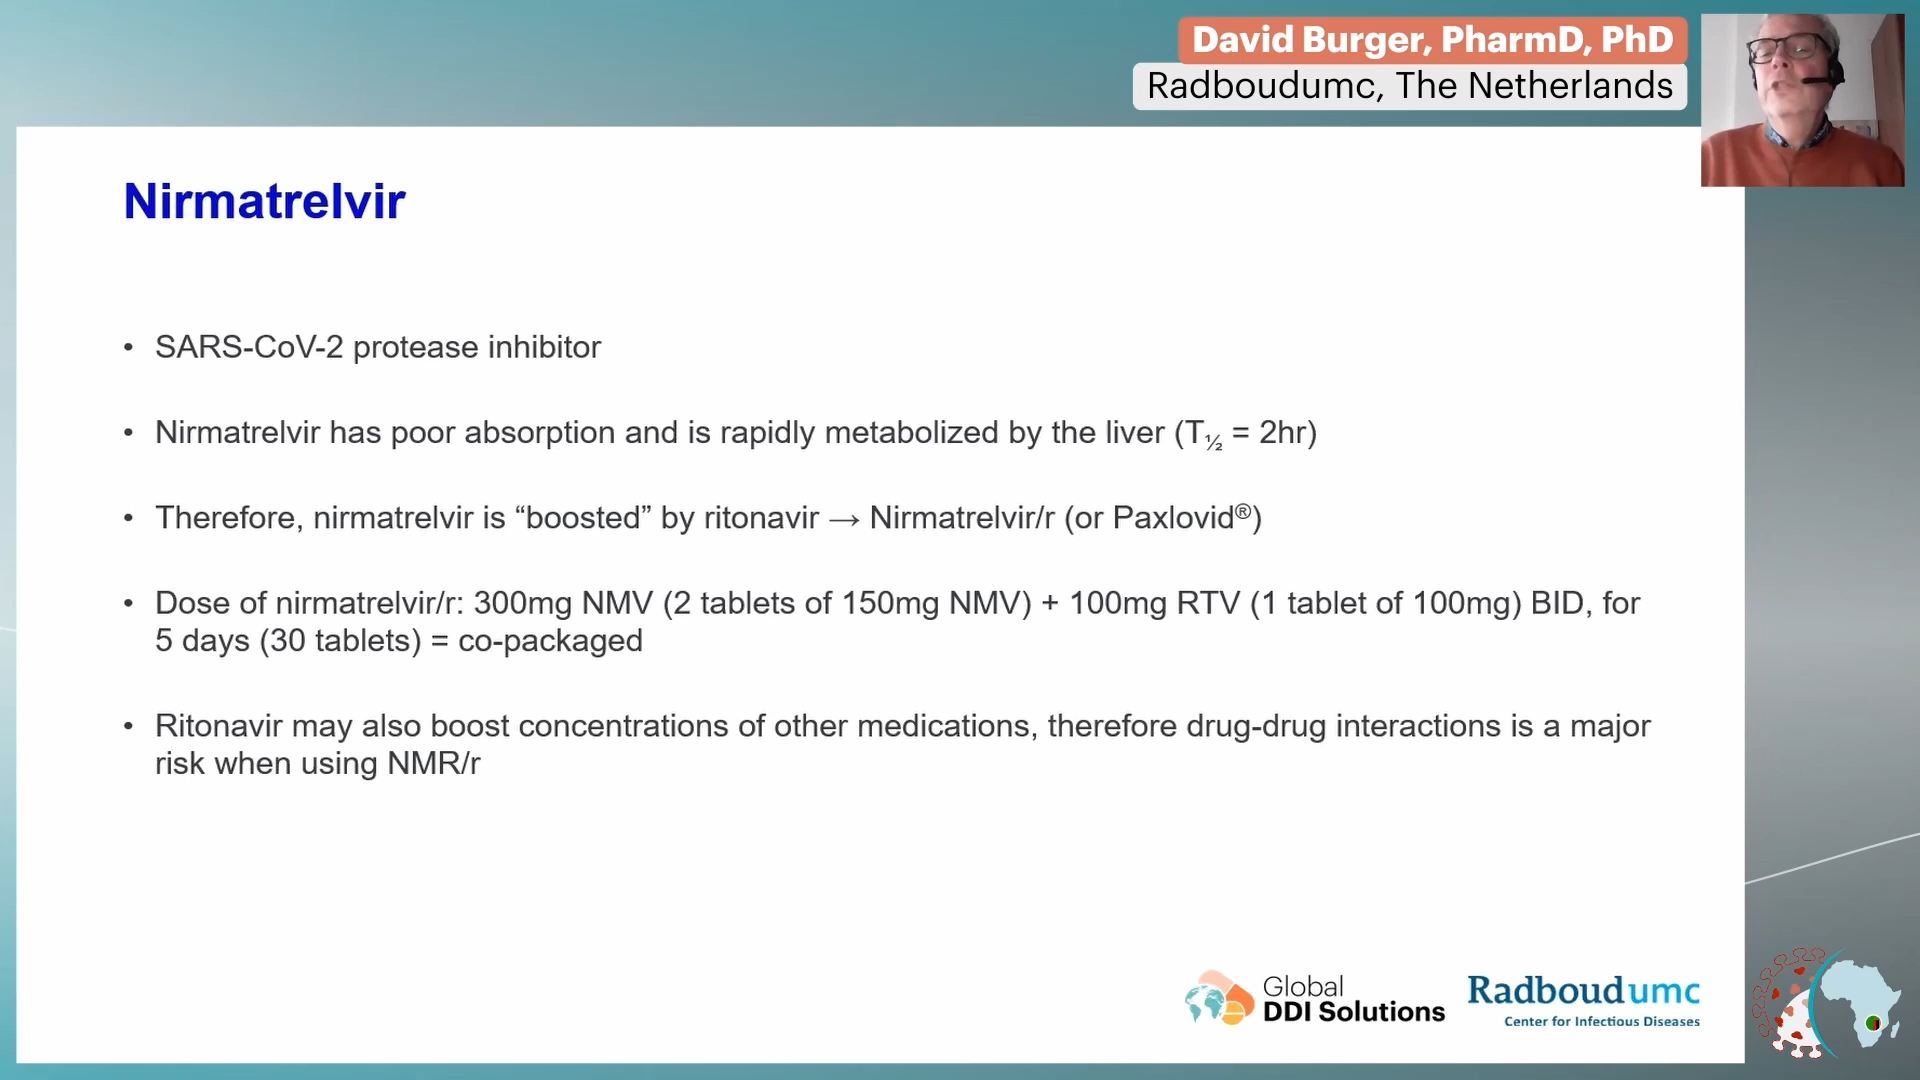 David Burger, PharmD, PhD
Radboudumc, The Netherlands
Nirmatrelvir
• SARS-CoV-2 protease inhibitor
• Nirmatrelvir has poor absorption and is rapidly metabolized by the liver (T½ = 2hr)
• Therefore, nirmatrelvir is “boosted” by ritonavir → Nirmatrelvir/r (or Paxlovid®)
• Dose of nirmatrelvir/r: 300mg NMV (2 tablets of 150mg NMV) + 100mg RTV (1 tablet of 100mg) BID, for
5 days (30 tablets) = co-packaged
• Ritonavir may also boost concentrations of other medications, therefore drug-drug interactions is a major
risk when using NMR/r
Global
DDI Solutions
Radboudumc
Center for Infectious Diseases